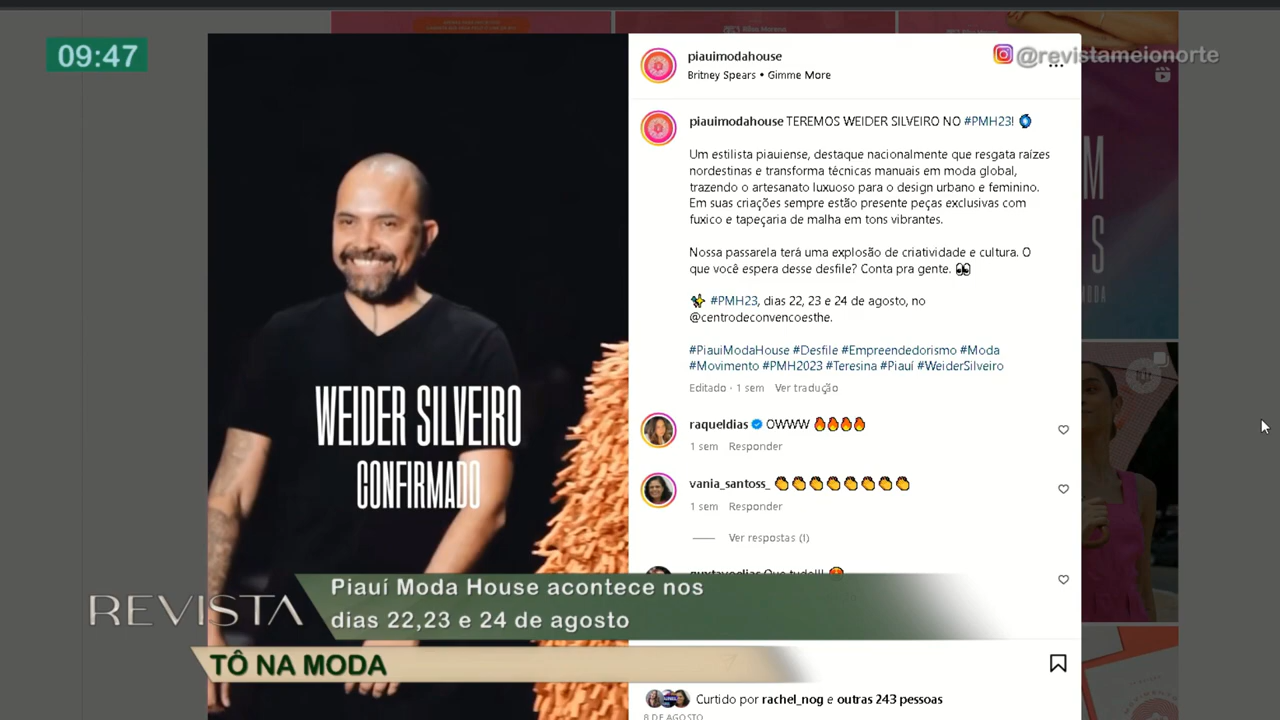 09:47
piauimodahouse
Britney Spears • Gimme More
@revistameionorte
piauimodahouse TEREMOS WEIDER SILVEIRO NO #PMH23!
Um estilista piauiense, destaque nacionalmente que resgata raízes
nordestinas e transforma técnicas manuais em moda global,
trazendo o artesanato luxuoso para o design urbano e feminino.
Em suas criações sempre estão presente peças exclusivas com
fuxico e tapeçaria de malha em tons vibrantes.
Nossa passarela terá uma explosão de criatividade e cultura. O
que você espera desse desfile? Conta pra gente. 👀
#PMH23, dias 22, 23 e 24 de agosto, no
@centrodeconvencoesthe.
#PiauiModaHouse #Desfile #Empreendedorismo #Moda
#Movimento #PMH2023 #Teresina #Piauí #WeiderSilveiro
Editado · 1 sem Ver tradução
raqueldias OWWW 🔥🔥🔥🔥
1 sem Responder
vania_santoss_ 👏👏👏👏👏👏👏👏
1 sem Responder
Ver respostas (1)
WEIDER SILVEIRO
CONFIRMADO
REVISTA
Piauí Moda House acontece nos
dias 22,23 e 24 de agosto
TÔ NA MODA
Curtido por rachel_nog e outras 243 pessoas
8 DE AGOSTO